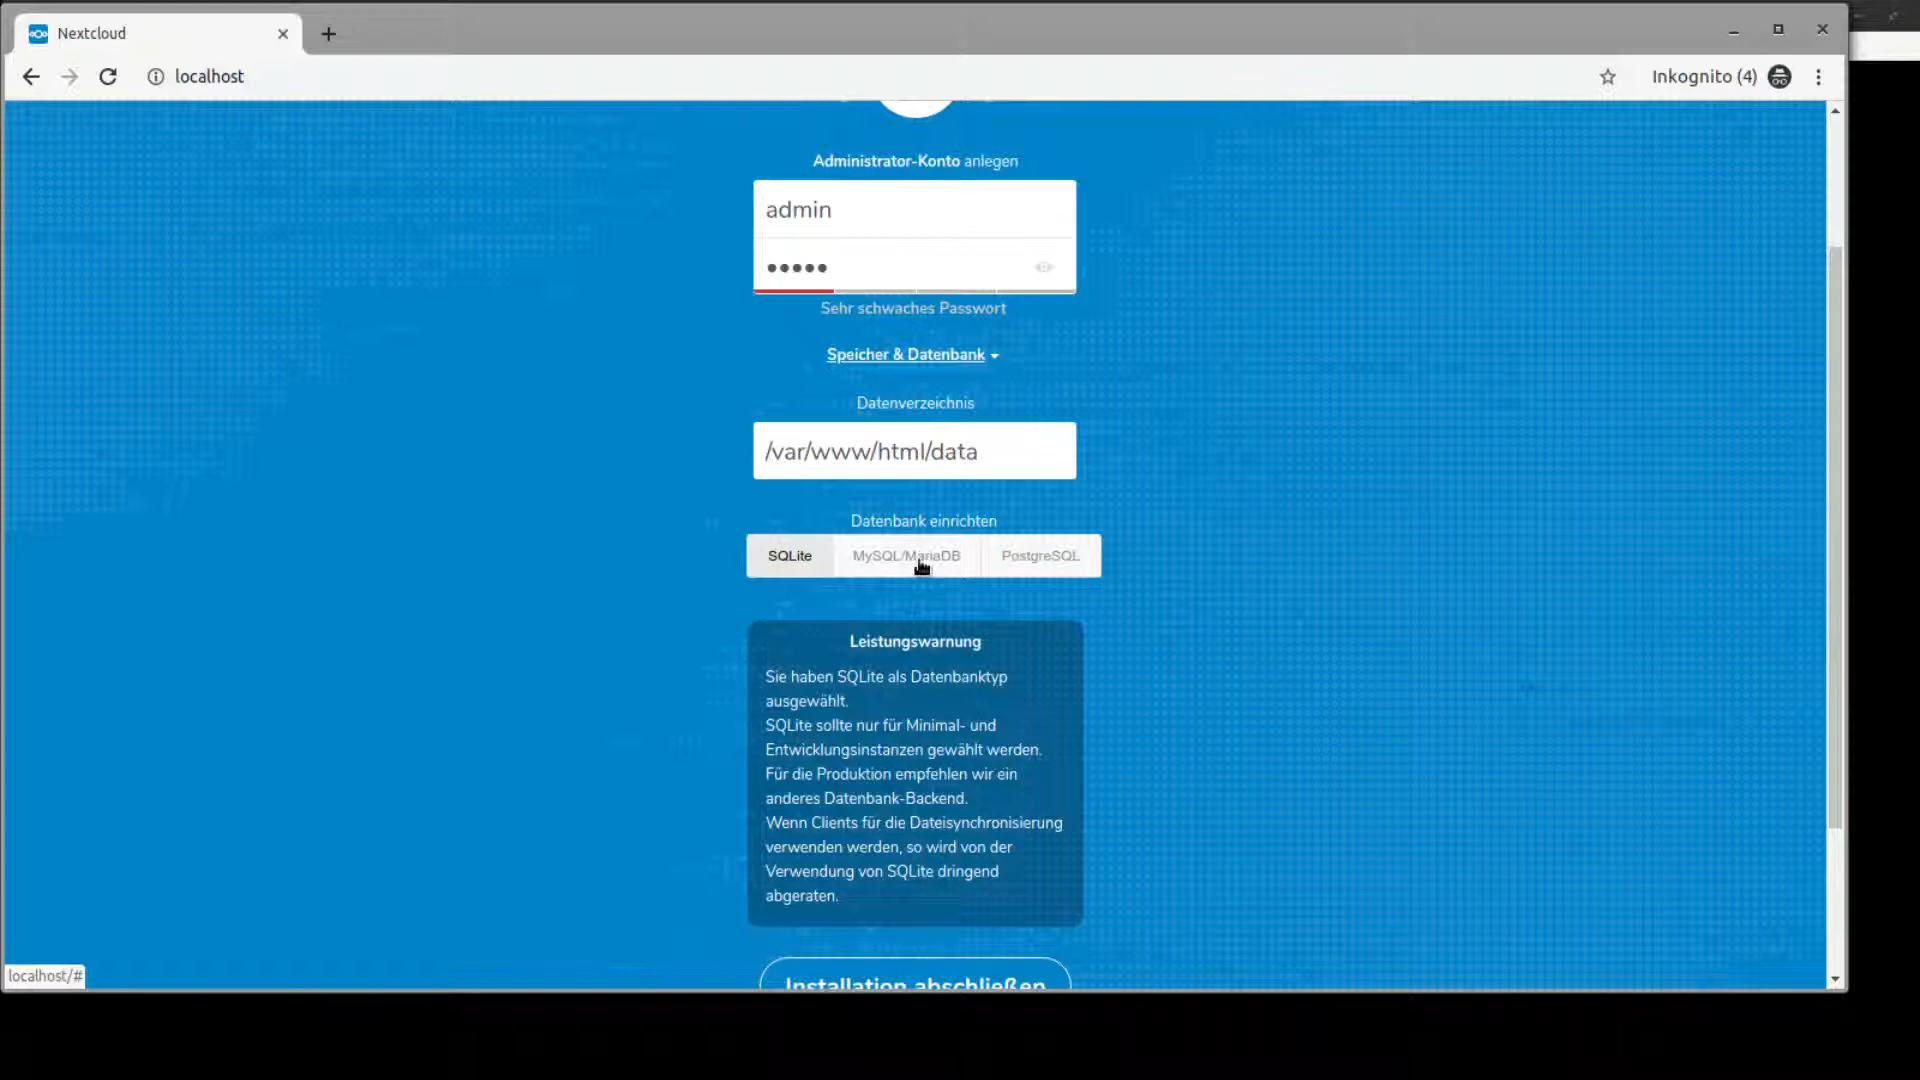 Nextcloud
localhost
Inkognito (4)
Administrator-Konto anlegen
admin
Sehr schwaches Passwort
Speicher & Datenbank
Datenverzeichnis
/var/www/html/data
Datenbank einrichten
SQLite MySQL/MariaDB PostgreSQL
Leistungswarnung
Sie haben SQLite als Datenbanktyp
ausgewählt.
SQLite sollte nur für Minimal- und
Entwicklungsinstanzen gewählt werden.
Für die Produktion empfehlen wir ein
anderes Datenbank-Backend.
Wenn Clients für die Dateisynchronisierung
verwenden werden, so wird von der
Verwendung von SQLite dringend
abgeraten.
Installation abschließen
localhost/#